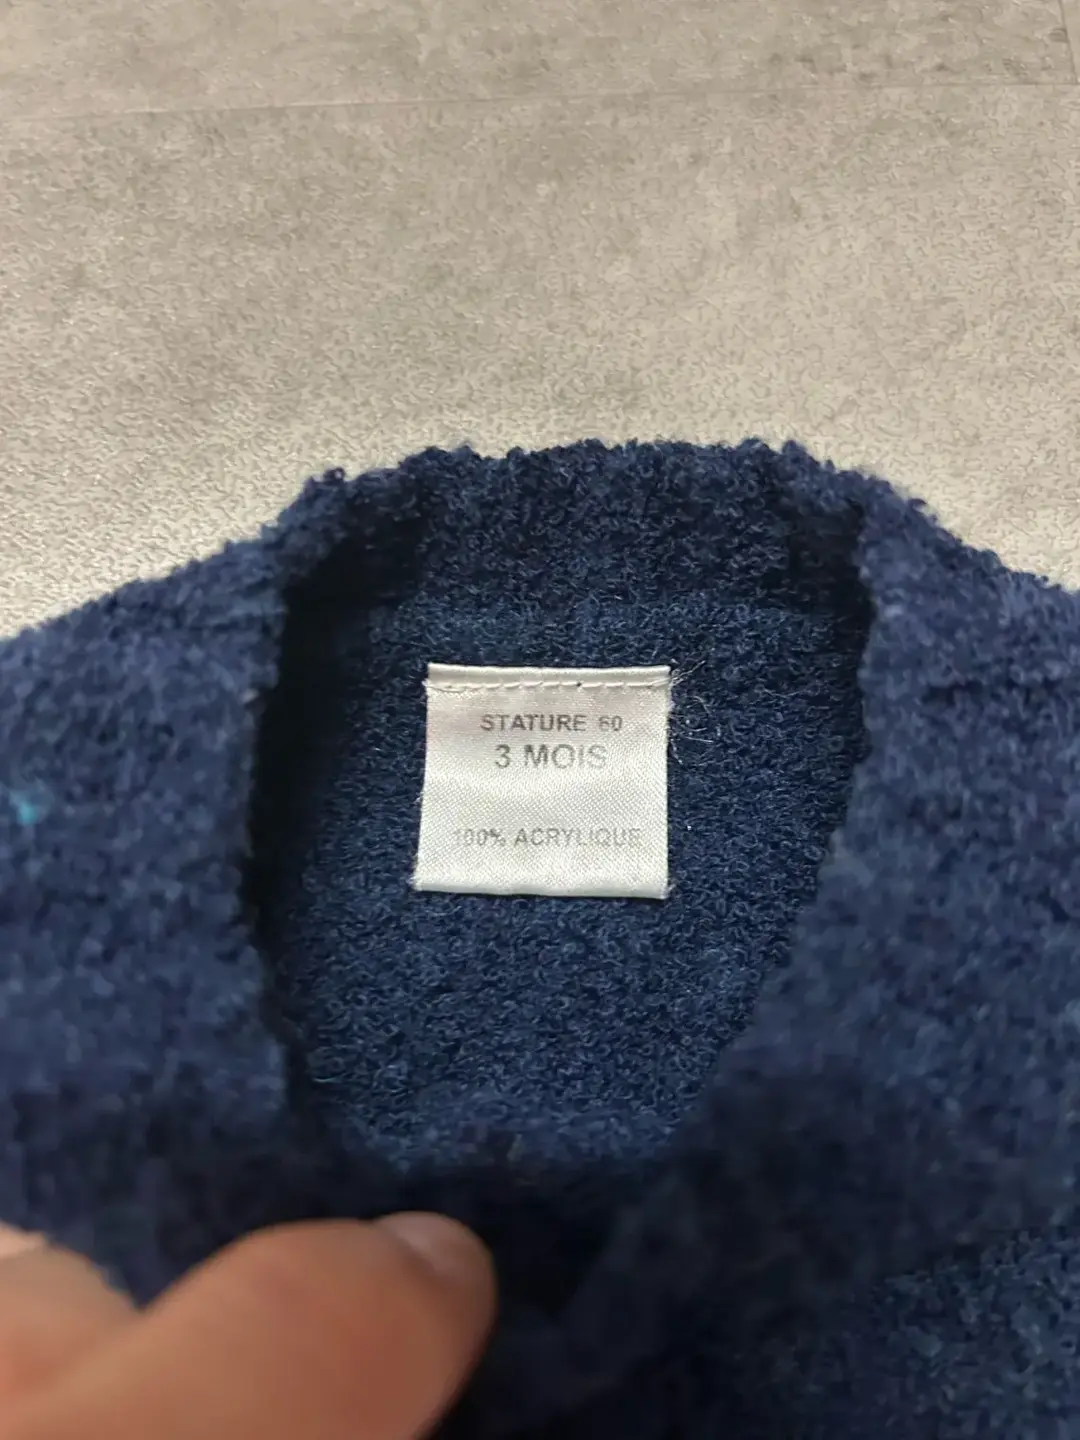 STATURE 60
3 MOIS
100% ACRYLIQUE